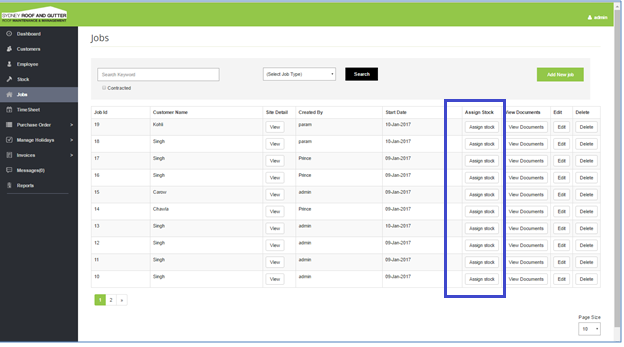 SYDNEY ROOF AND GUTTER
ROOF MAINTENANCE & MANAGEMENT
admin
Dashboard
Customers
Employee
Stock
Jobs
TimeSheet
Purchase Order >
Manage Holidays >
Invoices >
Messages(0)
Reports
Jobs
Search Keyword (Select Job Type) Search Add New job
Contracted
Job Id Customer Name Site Detail Created By Start Date Assign Stock View Documents Edit Delete
19 Kohli View param 10-Jan-2017 Assign stock View Documents Edit Delete
18 Singh View param 10-Jan-2017 Assign stock View Documents Edit Delete
17 Singh View Prince 09-Jan-2017 Assign stock View Documents Edit Delete
16 Singh View Prince 09-Jan-2017 Assign stock View Documents Edit Delete
15 View admin 09-Jan-2017 Assign stock View Documents Edit Delete
14 Chawla View Prince 09-Jan-2017 Assign stock View Documents Edit Delete
13 Singh View admin 10-Jan-2017 Assign stock View Documents Edit Delete
12 Singh View admin 09-Jan-2017 Assign stock View Documents Edit Delete
11 Singh View admin 09-Jan-2017 Assign stock View Documents Edit Delete
10 Singh View admin 09-Jan-2017 Assign stock View Documents Edit Delete
1 2 »
Page Size
10